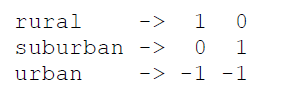 rural    ->  1  0
suburban ->  0  1
urban    -> -1 -1